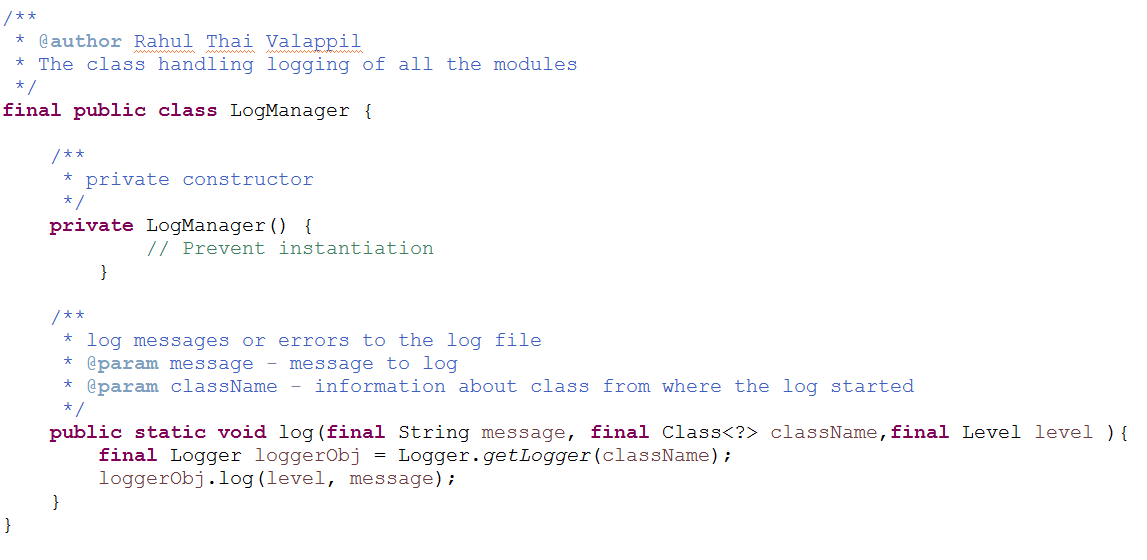 /**
 * @author Rahul Thai Valappil
 * The class handling logging of all the modules
 */
final public class LogManager {

    /**
     * private constructor
     */
    private LogManager() {
            // Prevent instantiation
        }

    /**
     * log messages or errors to the log file
     * @param message – message to log
     * @param className – information about class from where the log started
     */
    public static void log(final String message, final Class<?> className,final Level level ){
        final Logger loggerObj = Logger.getLogger(className);
        loggerObj.log(level, message);
    }
}